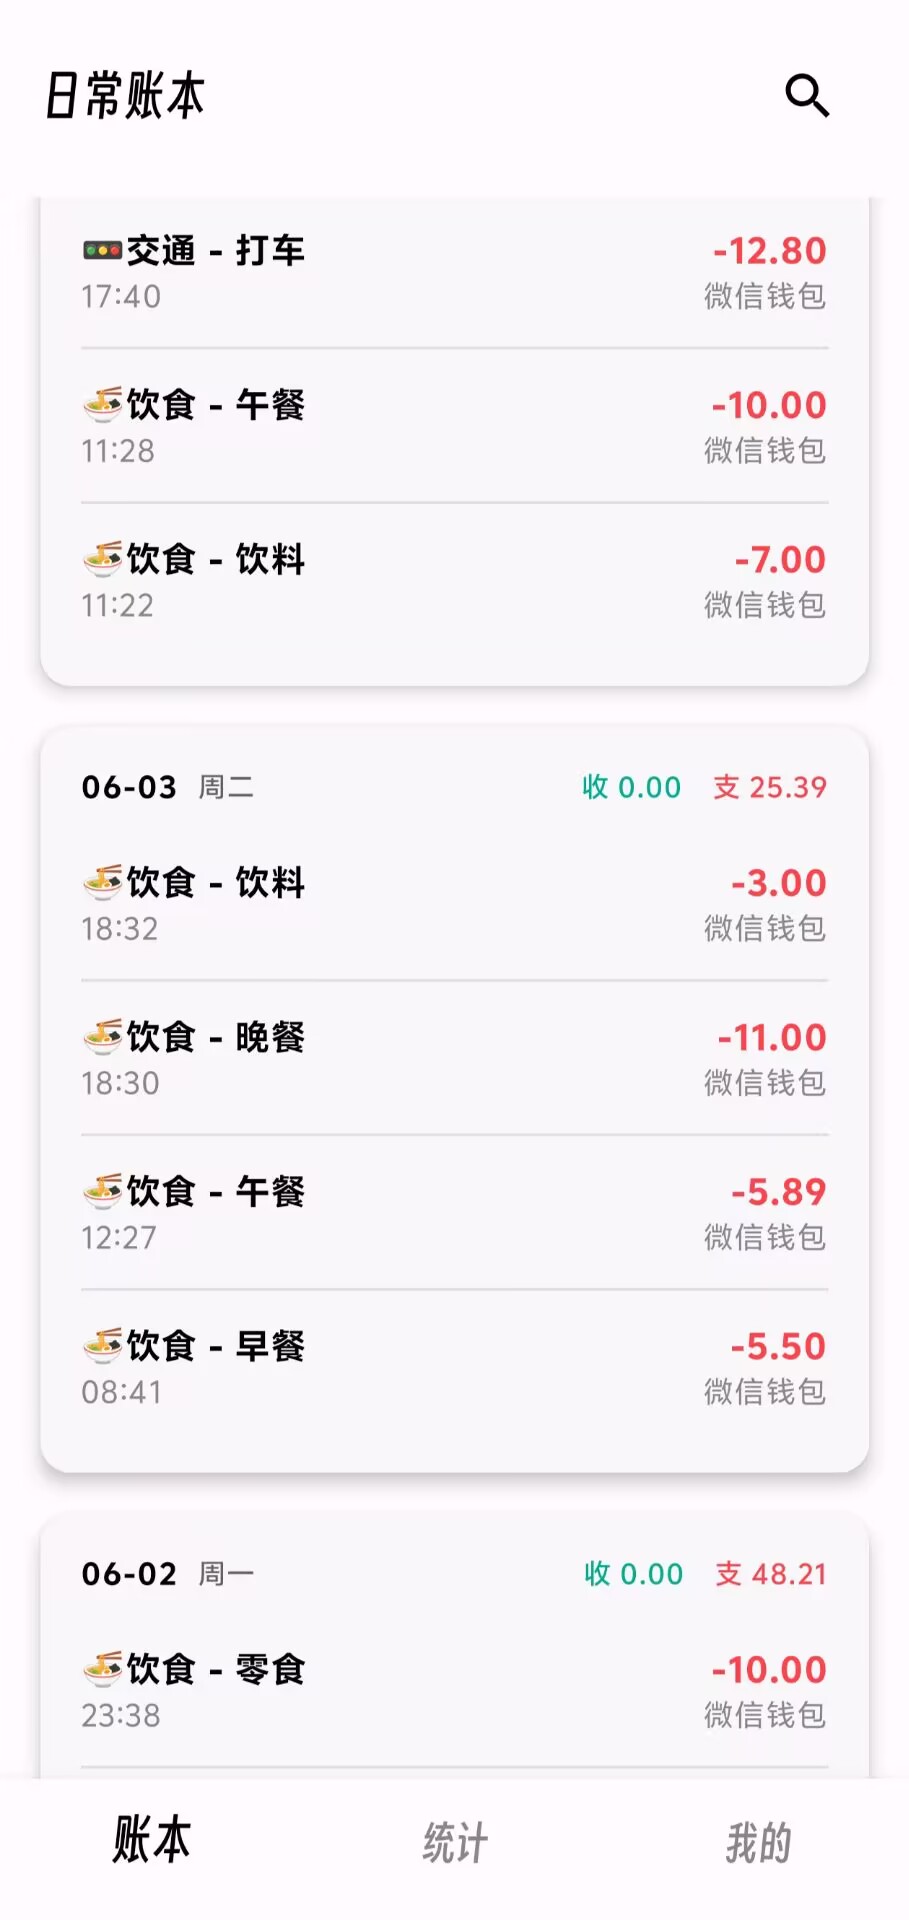 日常账本
交通 - 打车 -12.80
17:40 微信钱包
饮食 - 午餐 -10.00
11:28 微信钱包
饮食 - 饮料 -7.00
11:22 微信钱包
06-03 周二 收 0.00 支 25.39
饮食 - 饮料 -3.00
18:32 微信钱包
饮食 - 晚餐 -11.00
18:30 微信钱包
饮食 - 午餐 -5.89
12:27 微信钱包
饮食 - 早餐 -5.50
08:41 微信钱包
06-02 周一 收 0.00 支 48.21
饮食 - 零食 -10.00
23:38 微信钱包
账本 统计 我的